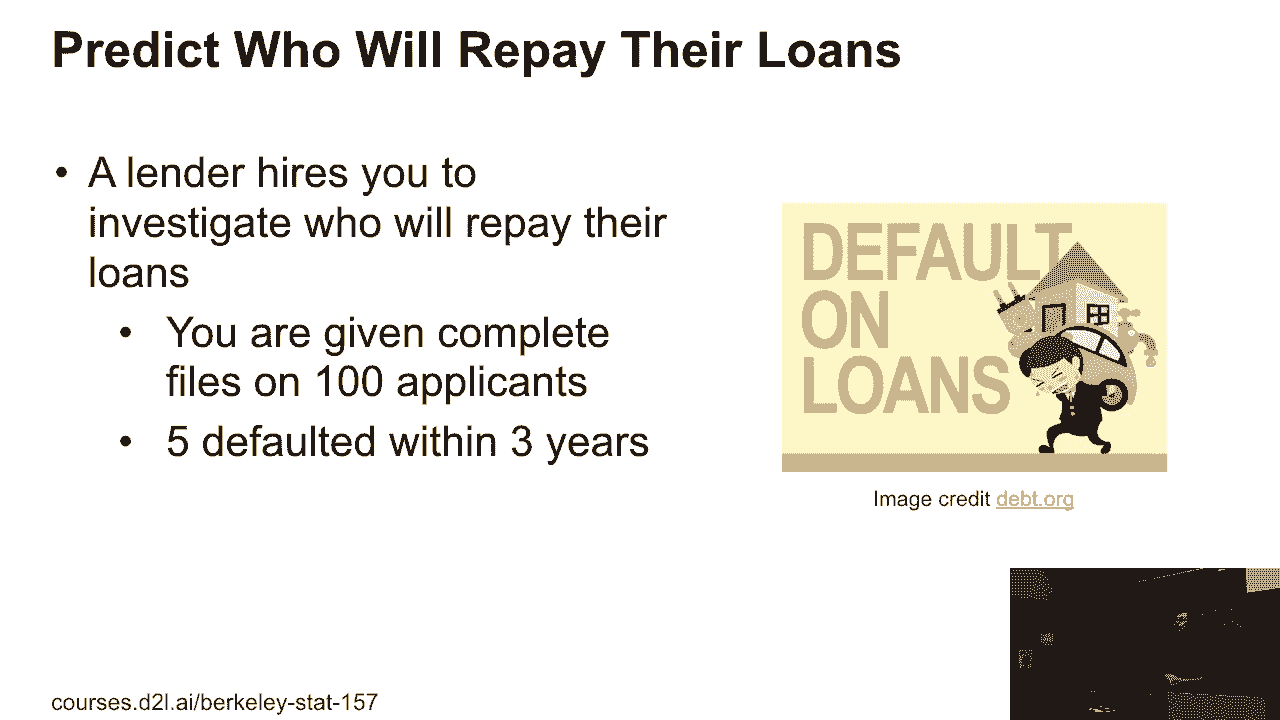 Predict Who Will Repay Their Loans
• A lender hires you to
investigate who will repay their
loans
• You are given complete
files on 100 applicants
• 5 defaulted within 3 years
DEFAULT
ON
LOANS
Image credit debt.org
courses.d2l.ai/berkeley-stat-157